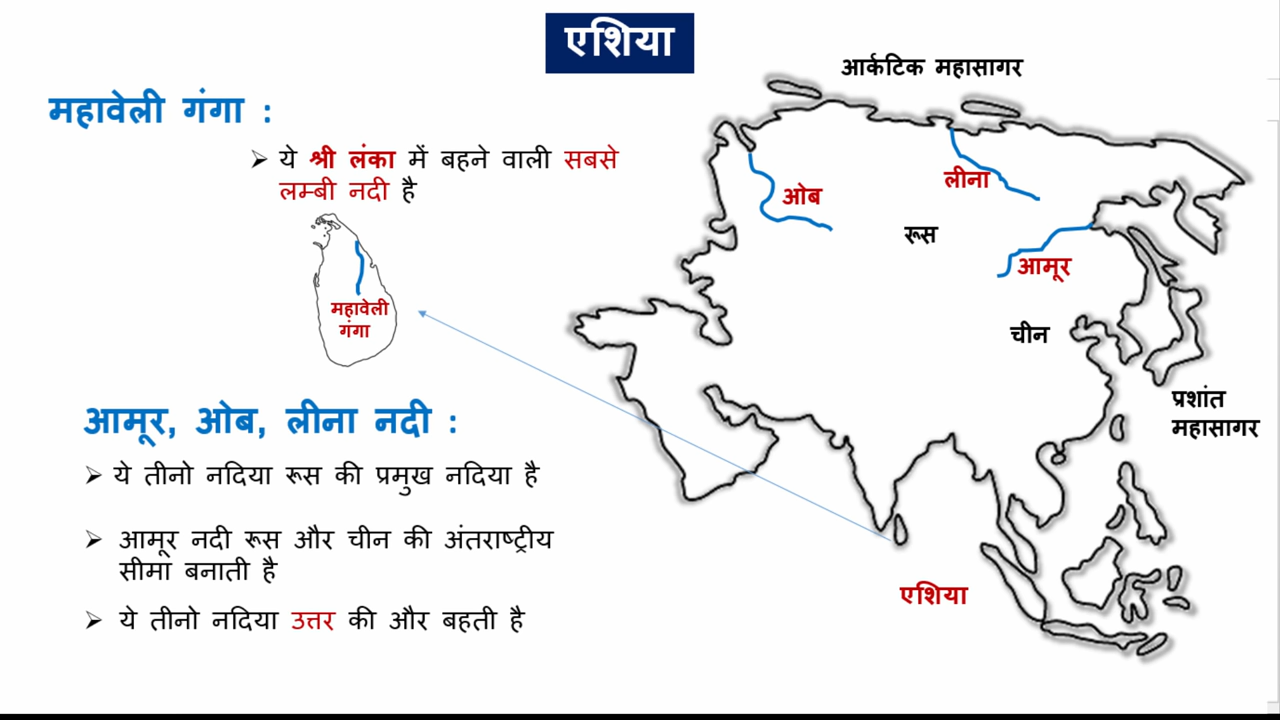 एशिया
महावेली गंगा :
➢ ये श्री लंका में बहने वाली सबसे
लम्बी नदी है
महावेली
गंगा
आमूर, ओब, लीना नदी :
➢ ये तीनो नदिया रूस की प्रमुख नदिया है
➢ आमूर नदी रूस और चीन की अंतराष्ट्रीय
सीमा बनाती है
➢ ये तीनो नदिया उत्तर की और बहती है
आर्कटिक महासागर
लीना
ओब
रूस
आमूर
चीन
प्रशांत
महासागर
एशिया